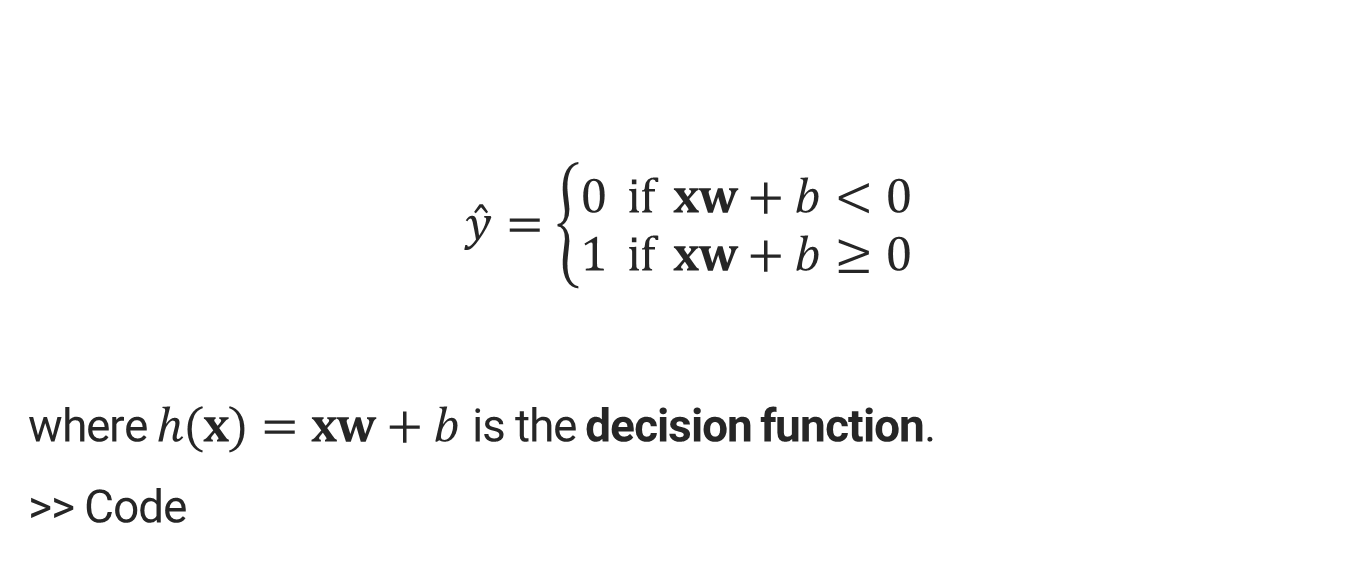 ŷ = {0 if xw + b < 0
1 if xw + b ≥ 0
where h(x) = xw + b is the decision function.
>> Code